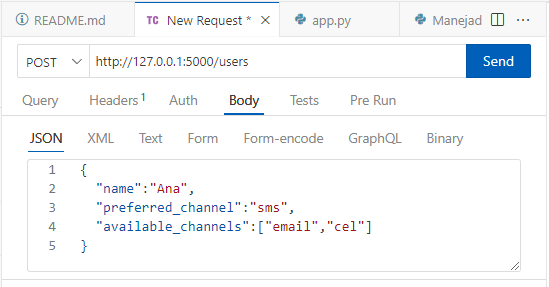 README.md TC New Request * × app.py Manejad ···
POST http://127.0.0.1:5000/users Send
Query Headers 1 Auth Body Tests Pre Run
JSON XML Text Form Form-encode GraphQL Binary
1 {
2 "name":"Ana",
3 "preferred_channel":"sms",
4 "available_channels":["email","cel"]
5 }